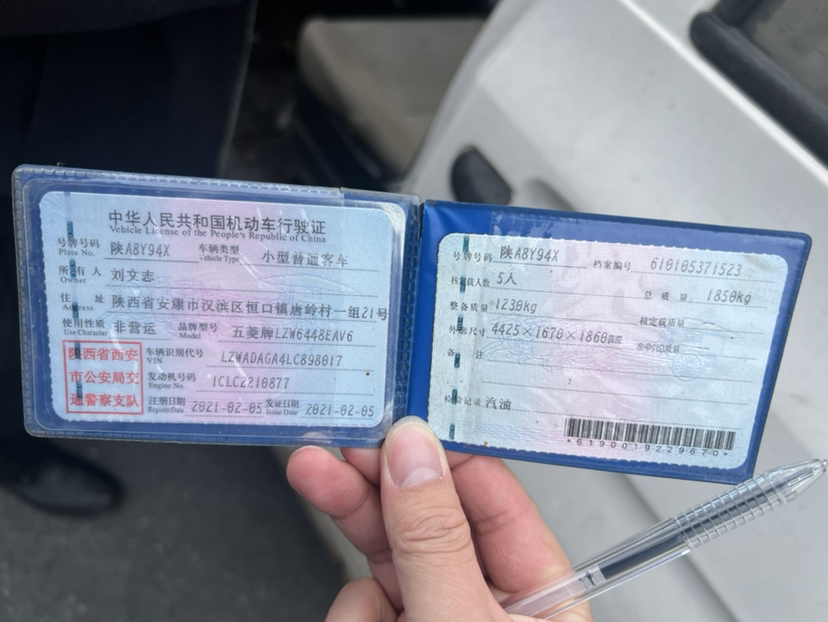 中华人民共和国机动车行驶证
Vehicle License of the People's Republic of China
号牌号码 陕A8Y94X 车辆类型 小型普通客车
Plate No. Vehicle Type
所有人 刘文志
Owner
住址 陕西省安康市汉滨区恒口镇唐岭村一组21号
Address
使用性质 非营运 品牌型号 五菱牌LZW6448EAV6
Use Character Model
陕西省西安
市公安局交
通警察支队
车辆识别代号 LZWADAGA4LC898017
VIN
发动机号码 ICLC2210877
Engine No.
注册日期 2021-02-05 发证日期 2021-02-05
Register Date Issue Date
号牌号码 陕A8Y94X 档案编号 610105371523
核定载人数 5人 总质量 1850kg
整备质量 1230kg 核定载质量
外廓尺寸 4425×1670×1860mm 准牵引总质量
备注
检验记录 汽油
*6190019229670*